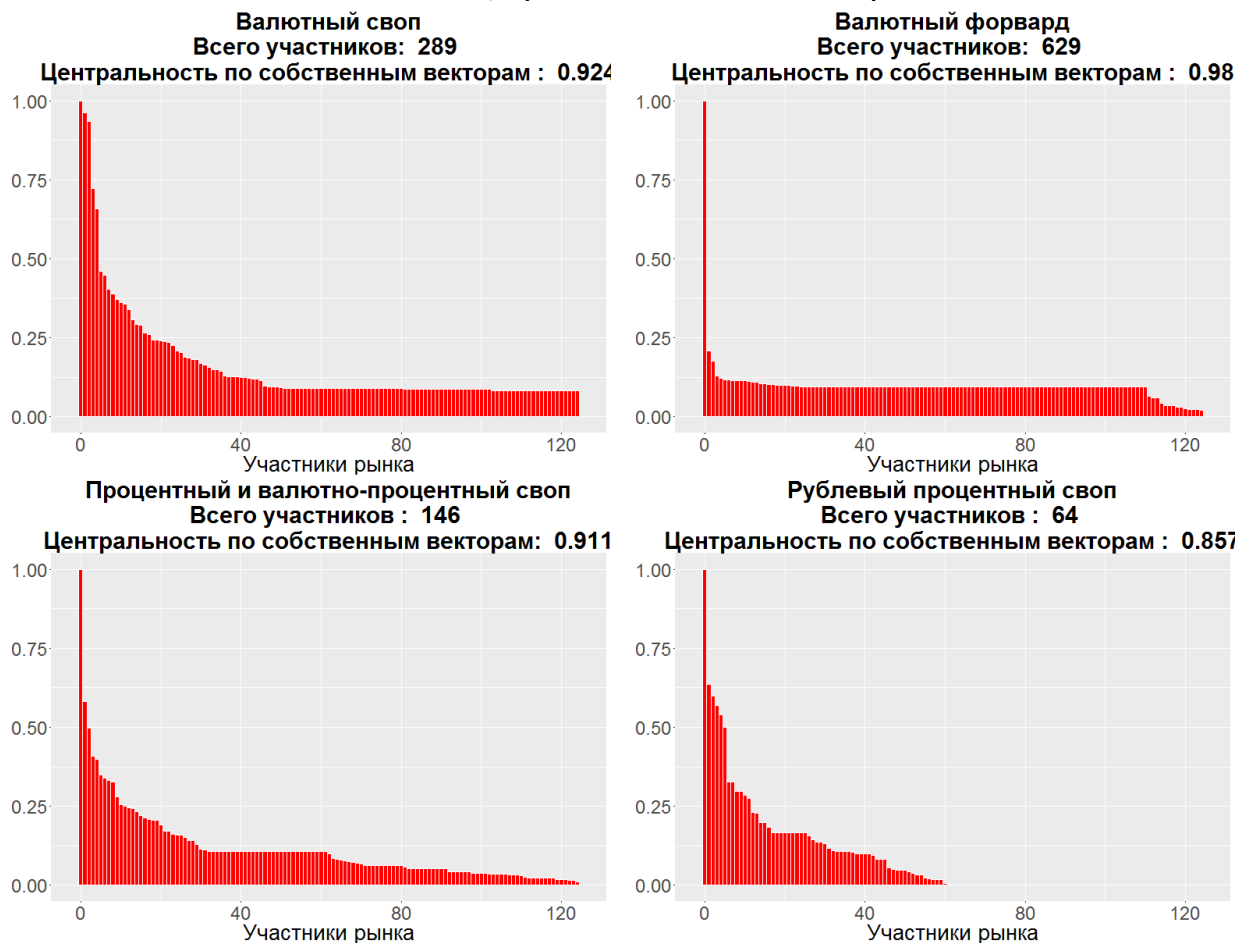 Валютный своп
Всего участников:  289
Центральность по собственным векторам :  0.924
1.00
0.75
0.50
0.25
0.00
0
40
80
120
Участники рынка
Валютный форвард
Всего участников:  629
Центральность по собственным векторам :  0.98
1.00
0.75
0.50
0.25
0.00
0
40
80
120
Участники рынка
Процентный и валютно-процентный своп
Всего участников :  146
Центральность по собственным векторам:  0.911
1.00
0.75
0.50
0.25
0.00
0
40
80
120
Участники рынка
Рублевый процентный своп
Всего участников :  64
Центральность по собственным векторам :  0.857
1.00
0.75
0.50
0.25
0.00
0
40
80
120
Участники рынка